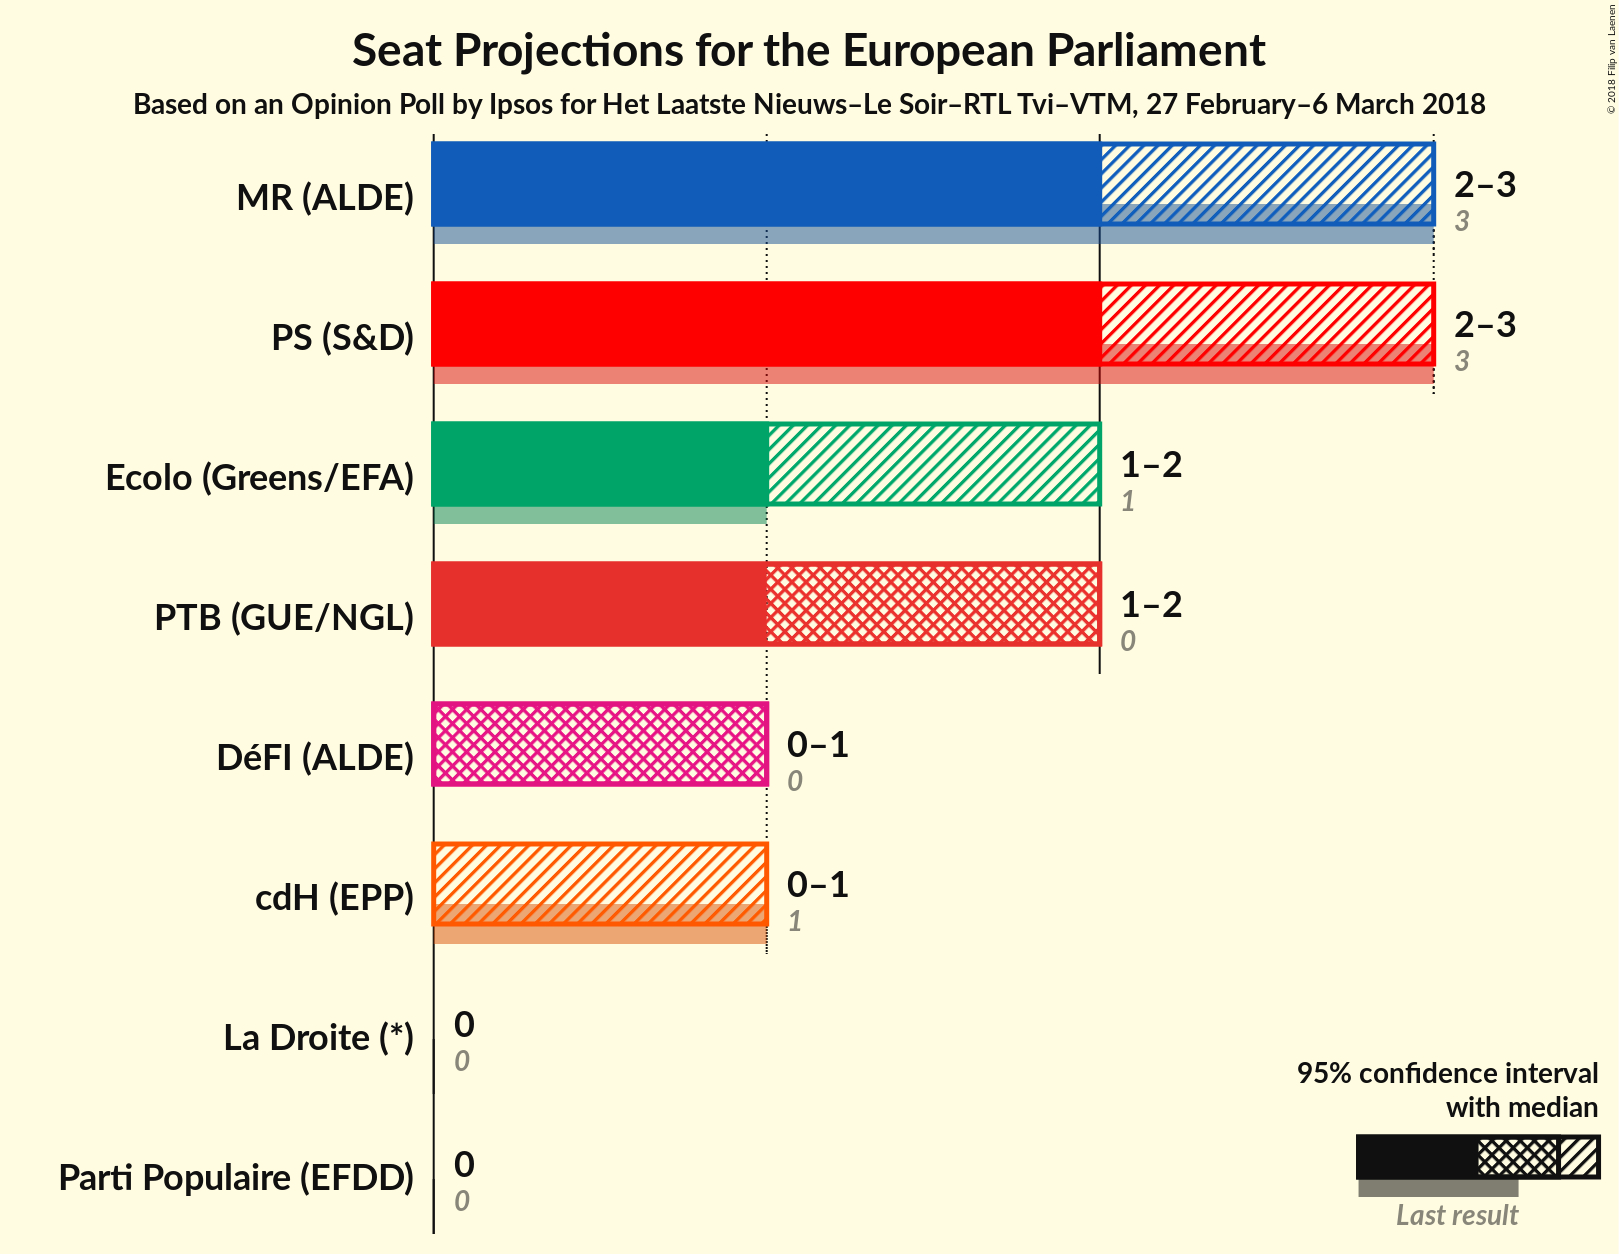 Seat Projections for the European Parliament
Based on an Opinion Poll by Ipsos for Het Laatste Nieuws–Le Soir–RTL Tvi–VTM, 27 February–6 March 2018
© 2018 Filip van Laenen
MR (ALDE)
2–3
3
PS (S&D)
2–3
3
Ecolo (Greens/EFA)
1–2
1
PTB (GUE/NGL)
1–2
0
DéFI (ALDE)
0–1
0
cdH (EPP)
0–1
1
La Droite (*)
0
0
Parti Populaire (EFDD)
0
0
95% confidence interval
with median
Last result